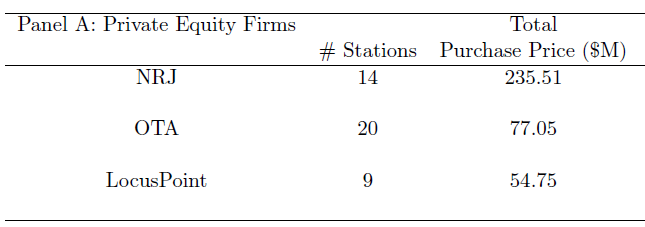 Panel A: Private Equity Firms Total
# Stations Purchase Price ($M)
NRJ 14 235.51
OTA 20 77.05
LocusPoint 9 54.75